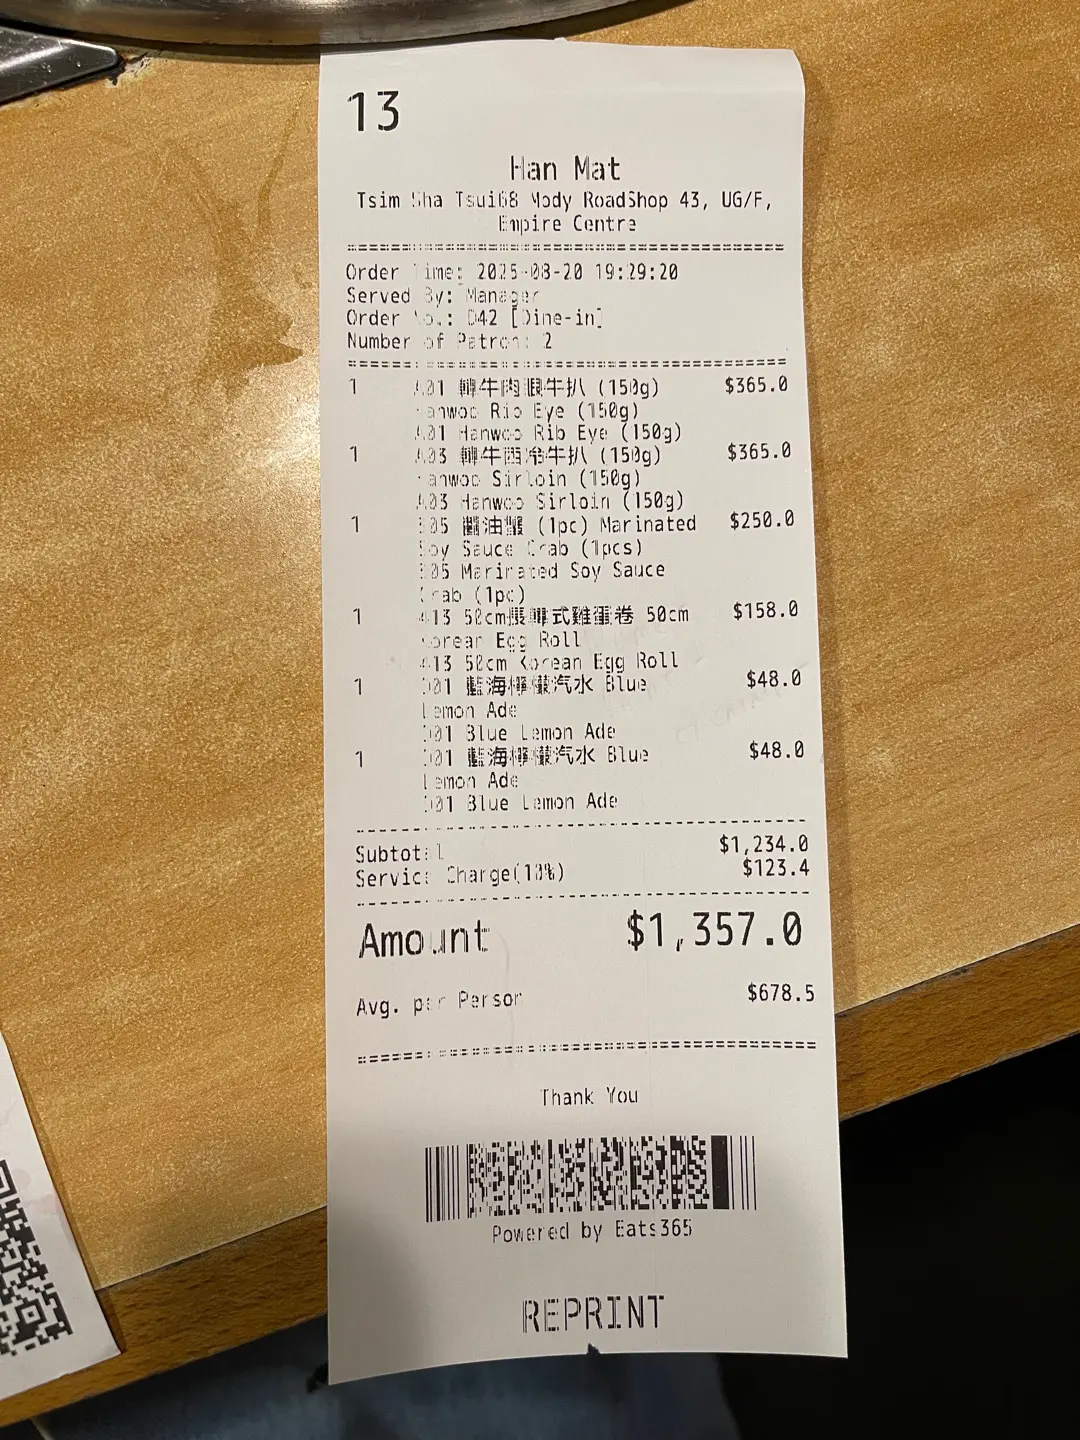 13
Han Mat
Tsim Sha Tsui68 Mody RoadShop 43, UG/F,
Empire Centre
Order Time: 2025-08-20 19:29:20
Served By: Manager
Order No.: D42 [Dine-in]
Number of Patron: 2
1 A01 韓牛肉眼牛扒 (150g) $365.0
Hanwoo Rib Eye (150g)
A01 Hanwoo Rib Eye (150g)
1 A03 韓牛西冷牛扒 (150g) $365.0
Hanwoo Sirloin (150g)
A03 Hanwoo Sirloin (150g)
1 E05 醬油蟹 (1pc) Marinated $250.0
Soy Sauce Crab (1pcs)
E05 Marinated Soy Sauce
Crab (1pc)
1 413 50cm長韓式雞蛋卷 50cm $158.0
Korean Egg Roll
413 50cm Korean Egg Roll
1 D01 藍海檸檬汽水 Blue $48.0
Lemon Ade
D01 Blue Lemon Ade
1 D01 藍海檸檬汽水 Blue $48.0
Lemon Ade
D01 Blue Lemon Ade
Subtotal $1,234.0
Service Charge(10%) $123.4
Amount $1,357.0
Avg. per Person $678.5
Thank You
Powered by Eats365
REPRINT